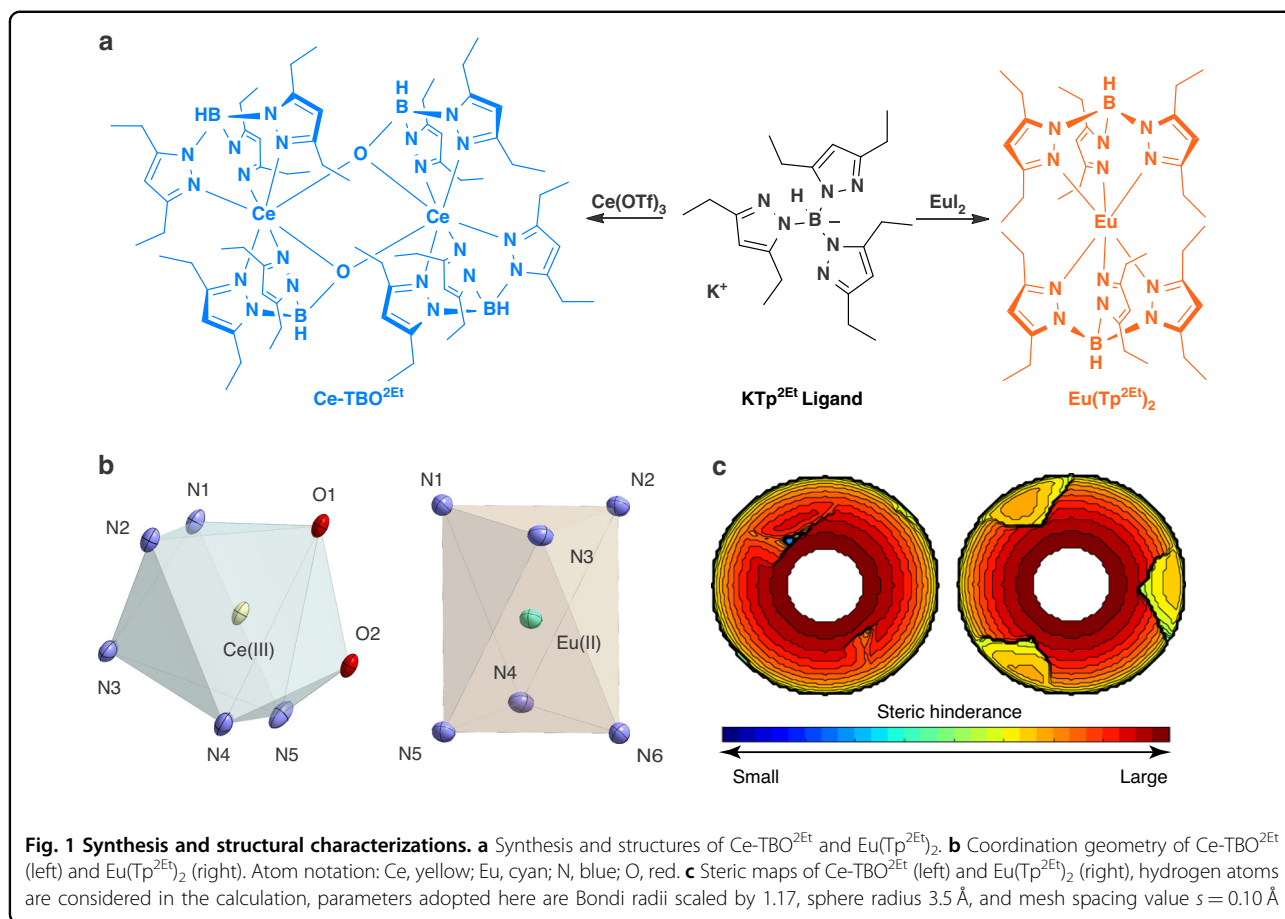 a
H
B
N
N
N
N
HB
B
N
N
N
N
N
N
O
N
N
N
N
N
N
Ce
Ce
N
N
N
N
N
N
N
O
N
N
N
N
N
B
H
BH
Ce-TBO2Et
Ce(OTf)3
N
N
N
H
N
B
–
N
N
K+
KTp2Et Ligand
EuI2
H
B
N
N
N
N
N
N
Eu
N
N
N
N
N
N
B
H
Eu(Tp2Et)2
b
N1
O1
N2
Ce(III)
O2
N3
N4
N5
N1
N2
N3
Eu(II)
N4
N5
N6
c
Steric hinderance
Small
Large
Fig. 1 Synthesis and structural characterizations. a Synthesis and structures of Ce-TBO2Et and Eu(Tp2Et)2. b Coordination geometry of Ce-TBO2Et
(left) and Eu(Tp2Et)2 (right). Atom notation: Ce, yellow; Eu, cyan; N, blue; O, red. c Steric maps of Ce-TBO2Et (left) and Eu(Tp2Et)2 (right), hydrogen atoms
are considered in the calculation, parameters adopted here are Bondi radii scaled by 1.17, sphere radius 3.5 Å, and mesh spacing value s = 0.10 Å